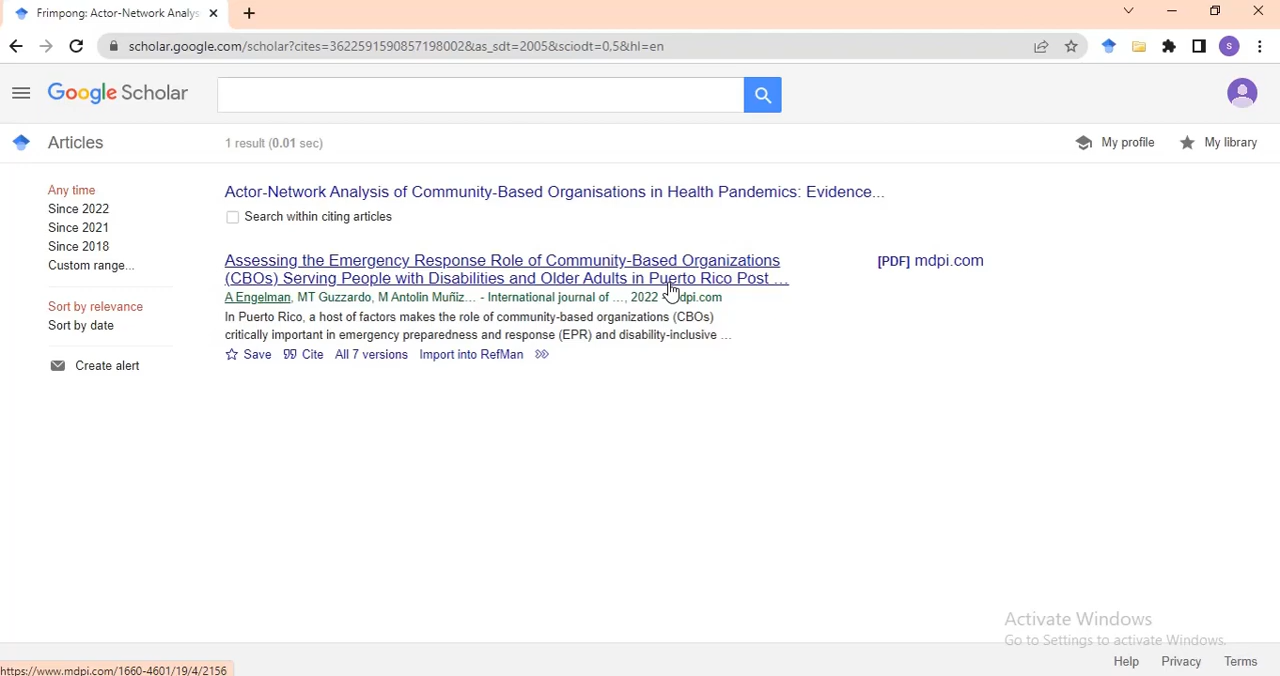 Frimpong: Actor-Network Analys
scholar.google.com/scholar?cites=3622591590857198002&as_sdt=2005&sciodt=0,5&hl=en
S
Google Scholar
Articles
1 result (0.01 sec)
My profile
My library
Any time
Since 2022
Since 2021
Since 2018
Custom range...
Sort by relevance
Sort by date
Create alert
Actor-Network Analysis of Community-Based Organisations in Health Pandemics: Evidence...
Search within citing articles
Assessing the Emergency Response Role of Community-Based Organizations
(CBOs) Serving People with Disabilities and Older Adults in Puerto Rico Post ...
A Engelman, MT Guzzardo, M Antolin Muñiz... - International journal of ..., 2022 - mdpi.com
In Puerto Rico, a host of factors makes the role of community-based organizations (CBOs)
critically important in emergency preparedness and response (EPR) and disability-inclusive ...
Save Cite All 7 versions Import into RefMan
[PDF] mdpi.com
Activate Windows
Go to Settings to activate Windows.
Help Privacy Terms
https://www.mdpi.com/1660-4601/19/4/2156